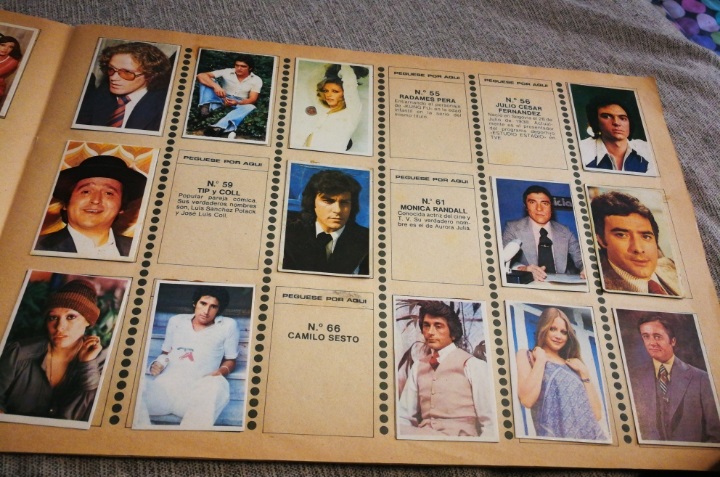 PEGUESE POR AQUI
N.º 55
RADAMES PERA
PEGUESE POR AQUI
N.º 56
JULIO CESAR
FERNANDEZ
PEGUESE POR AQUI
N.º 59
TIP y COLL
Popular pareja cómica.
Sus verdaderos nombres
son, Luis Sánchez Polack
y José Luis Coll.
PEGUESE POR AQUI
N.º 61
MONICA RANDALL
Conocida actriz del cine y
T. V. Su verdadero nom-
bre es el de Aurora Juliá.
PEGUESE POR AQUI
N.º 66
CAMILO SESTO